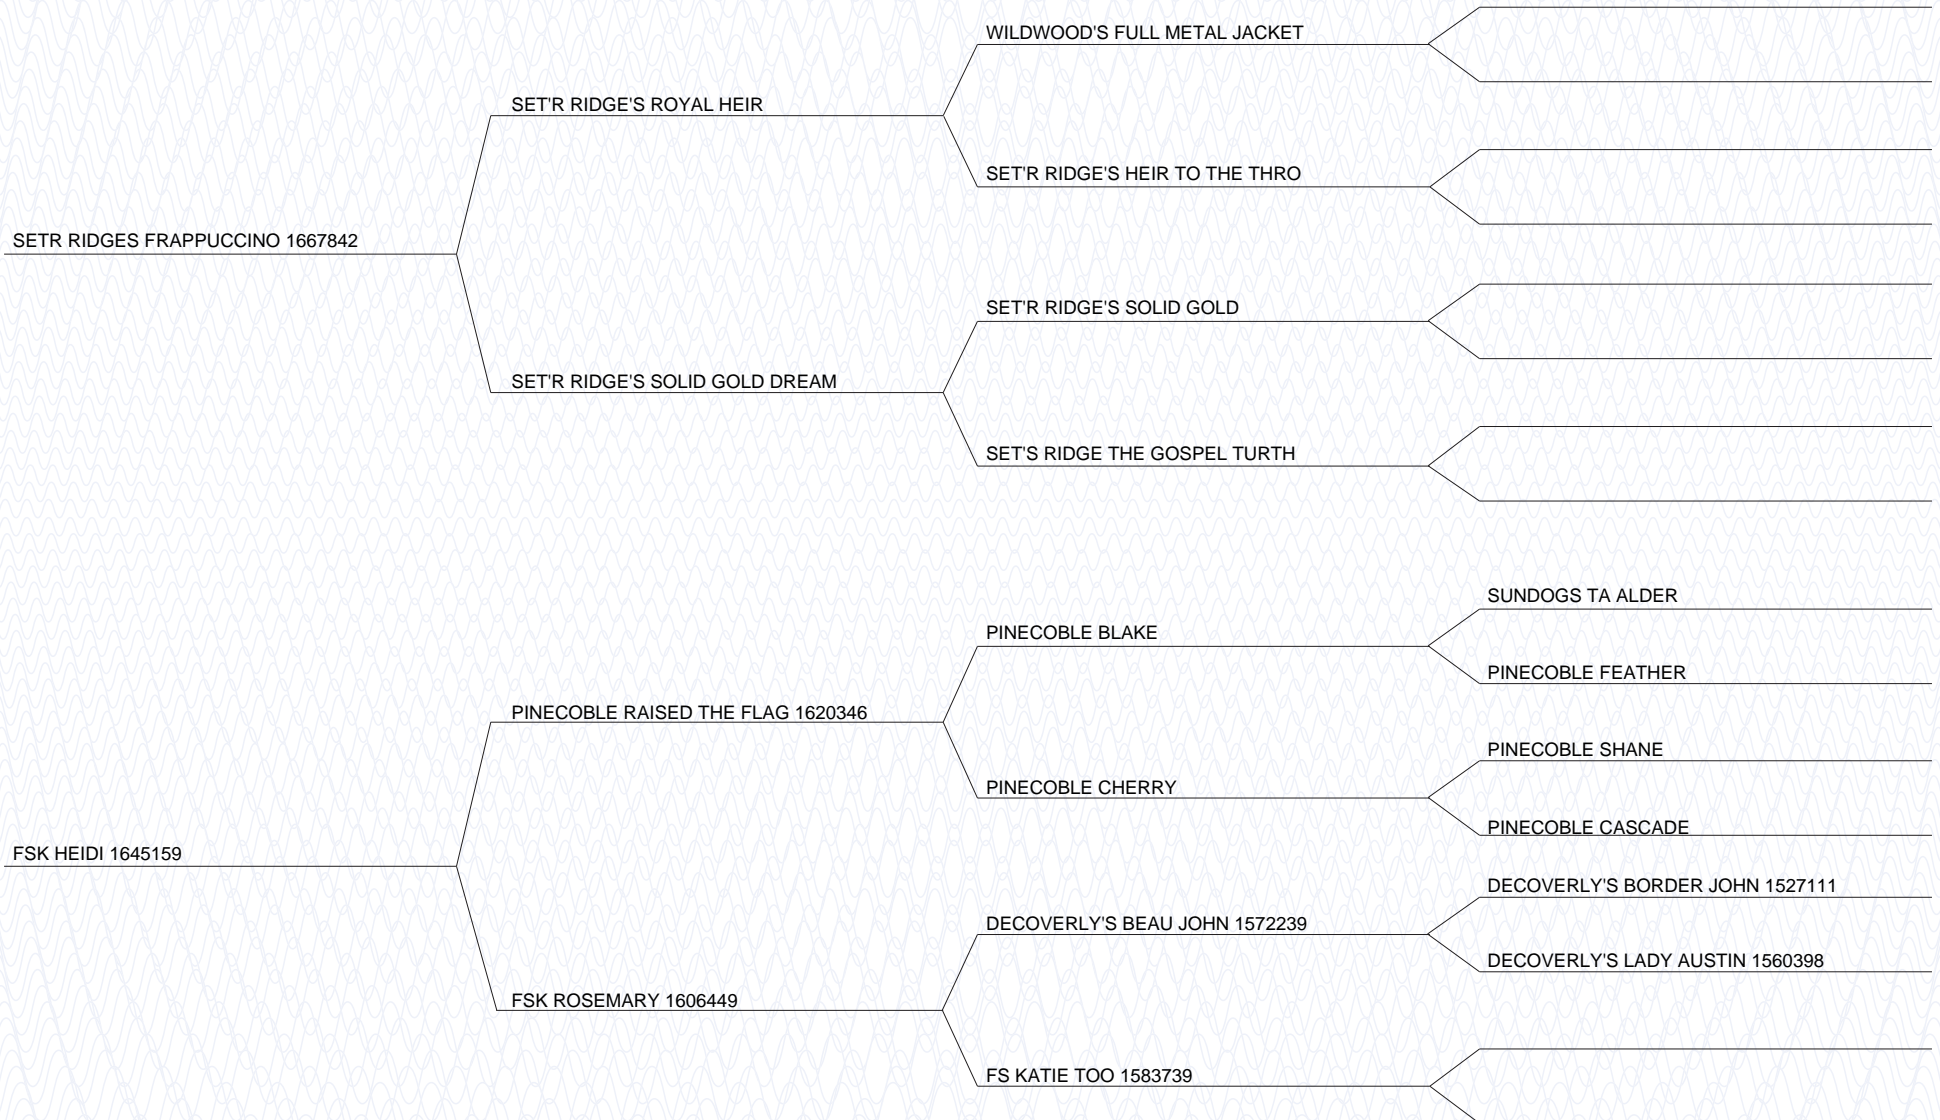 WILDWOOD'S FULL METAL JACKET
SET'R RIDGE'S ROYAL HEIR
SET'R RIDGE'S HEIR TO THE THRO
SETR RIDGES FRAPPUCCINO 1667842
SET'R RIDGE'S SOLID GOLD
SET'R RIDGE'S SOLID GOLD DREAM
SET'S RIDGE THE GOSPEL TURTH
SUNDOGS TA ALDER
PINECOBLE BLAKE
PINECOBLE FEATHER
PINECOBLE RAISED THE FLAG 1620346
PINECOBLE SHANE
PINECOBLE CHERRY
PINECOBLE CASCADE
FSK HEIDI 1645159
DECOVERLY'S BORDER JOHN 1527111
DECOVERLY'S BEAU JOHN 1572239
DECOVERLY'S LADY AUSTIN 1560398
FSK ROSEMARY 1606449
FS KATIE TOO 1583739